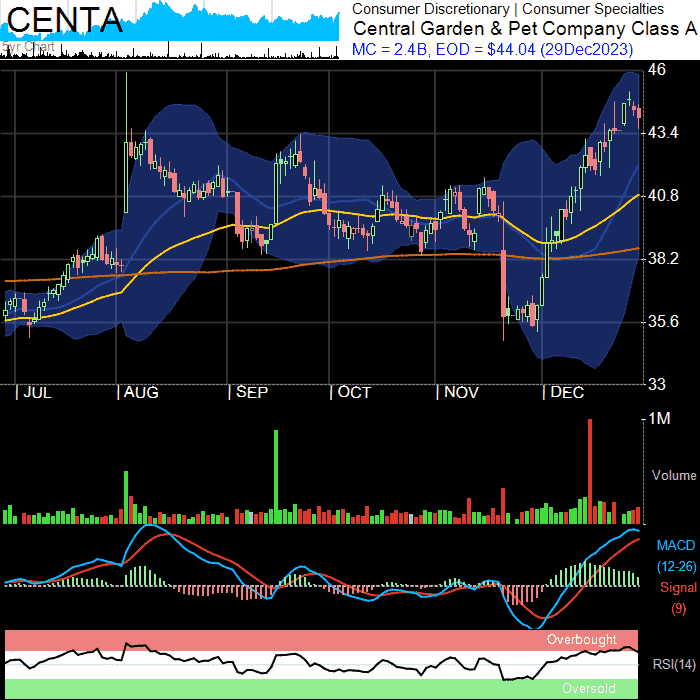 CENTA
5yr Chart
Consumer Discretionary | Consumer Specialties
Central Garden & Pet Company Class A
MC = 2.4B, EOD = $44.04 (29Dec2023)
46
43.4
40.8
38.2
35.6
33
JUL
AUG
SEP
OCT
NOV
DEC
1M
Volume
MACD
(12-26)
Signal
(9)
Overbought
RSI(14)
Oversold